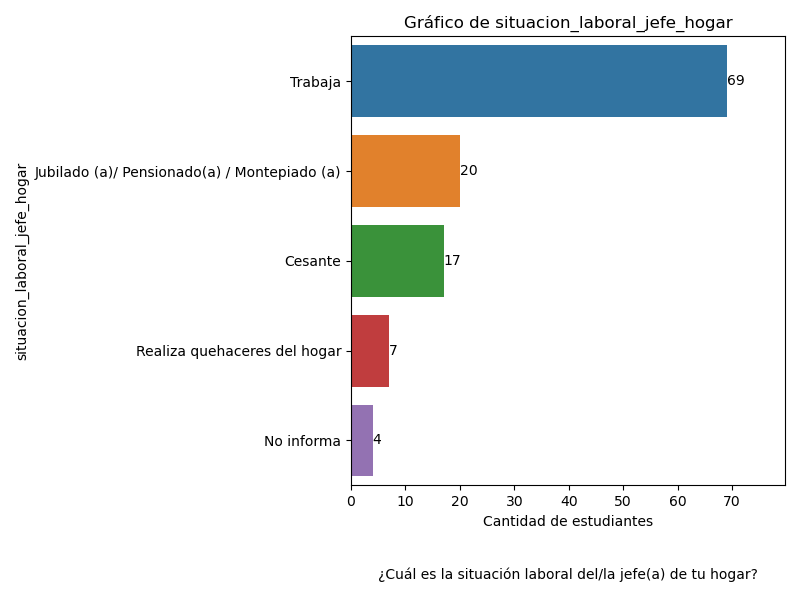 Gráfico de situacion_laboral_jefe_hogar
situacion_laboral_jefe_hogar
Trabaja
69
Jubilado (a)/ Pensionado(a) / Montepiado (a)
20
Cesante
17
Realiza quehaceres del hogar
7
No informa
4
0 10 20 30 40 50 60 70
Cantidad de estudiantes
¿Cuál es la situación laboral del/la jefe(a) de tu hogar?